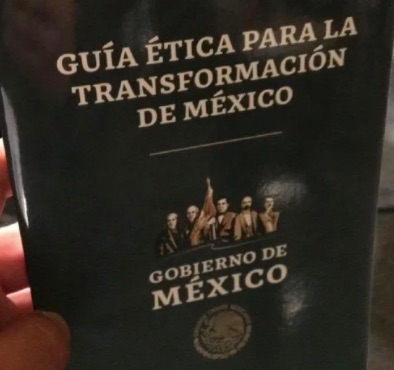 GUÍA ÉTICA PARA LA
TRANSFORMACIÓN
DE MÉXICO
GOBIERNO DE
MÉXICO